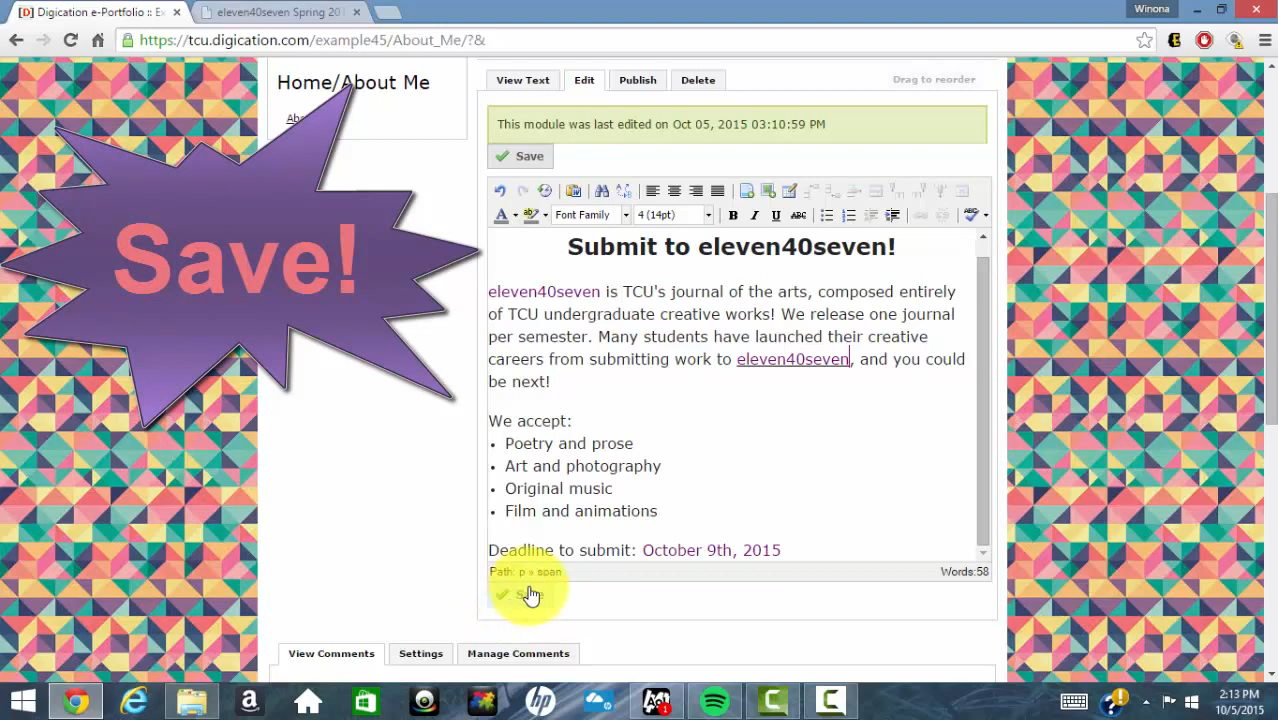 [D] Digication e-Portfolio :: Ex
eleven40seven Spring 20
Winona
https://tcu.digication.com/example45/About_Me/?&
Home/About Me
View Text
Edit
Publish
Delete
Drag to reorder
This module was last edited on Oct 05, 2015 03:10:59 PM
Save
Save!
Font Family
4 (14pt)
B I U ABC
Submit to eleven40seven!
eleven40seven is TCU's journal of the arts, composed entirely
of TCU undergraduate creative works! We release one journal
per semester. Many students have launched their creative
careers from submitting work to eleven40seven, and you could
be next!
We accept:
• Poetry and prose
• Art and photography
• Original music
• Film and animations
Deadline to submit: October 9th, 2015
Path: p » span
Words:58
View Comments
Settings
Manage Comments
2:13 PM
10/5/2015